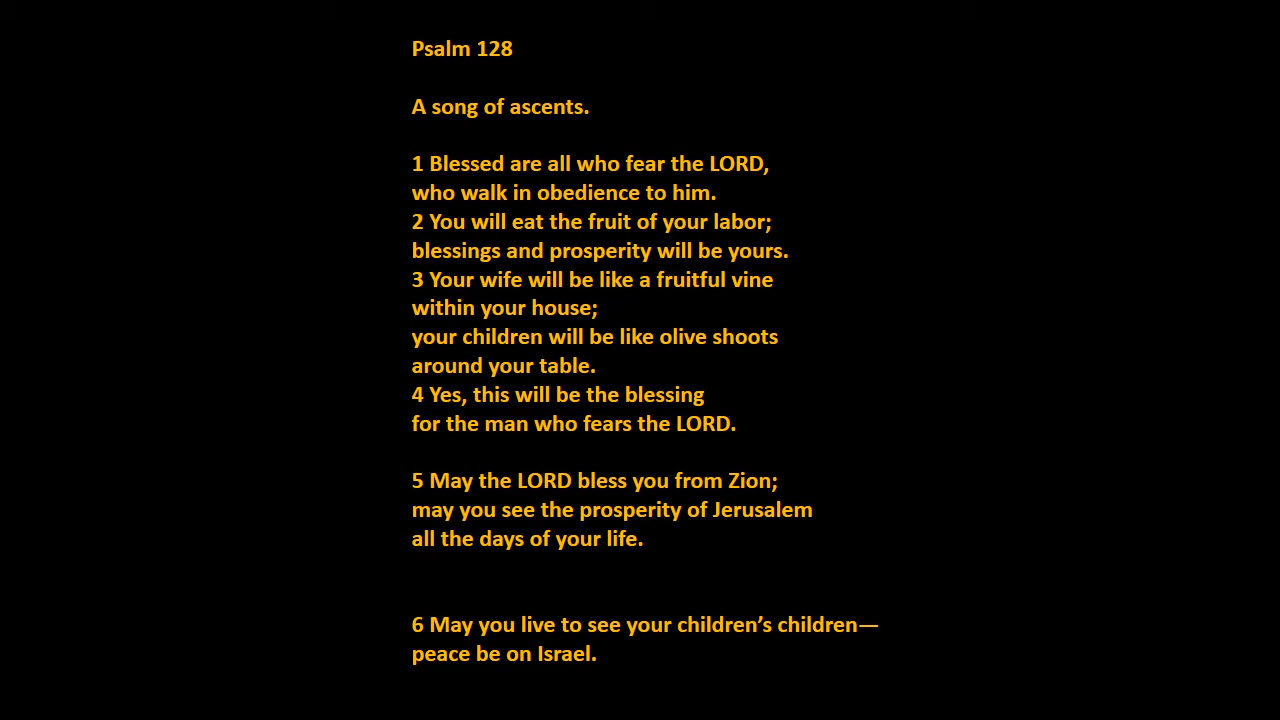 Psalm 128
A song of ascents.
1 Blessed are all who fear the LORD,
who walk in obedience to him.
2 You will eat the fruit of your labor;
blessings and prosperity will be yours.
3 Your wife will be like a fruitful vine
within your house;
your children will be like olive shoots
around your table.
4 Yes, this will be the blessing
for the man who fears the LORD.
5 May the LORD bless you from Zion;
may you see the prosperity of Jerusalem
all the days of your life.
6 May you live to see your children’s children—
peace be on Israel.